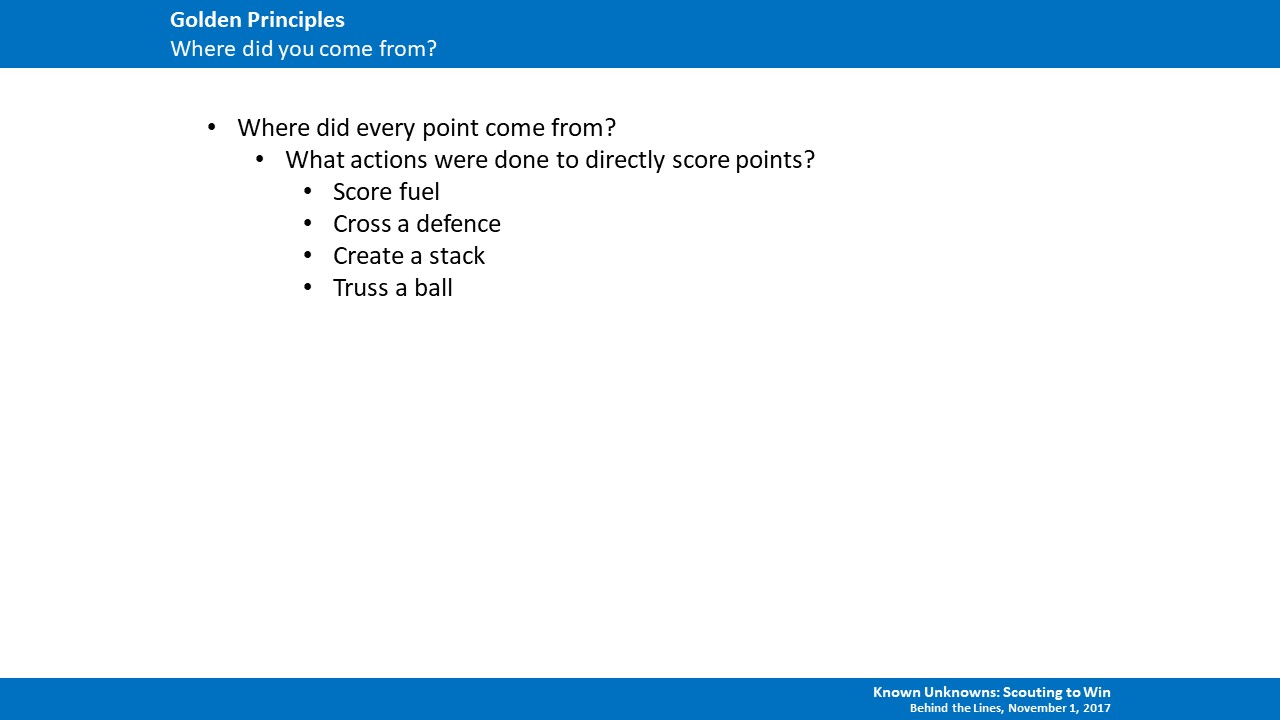 Golden Principles
Where did you come from?
• Where did every point come from?
• What actions were done to directly score points?
• Score fuel
• Cross a defence
• Create a stack
• Truss a ball
Known Unknowns: Scouting to Win
Behind the Lines, November 1, 2017